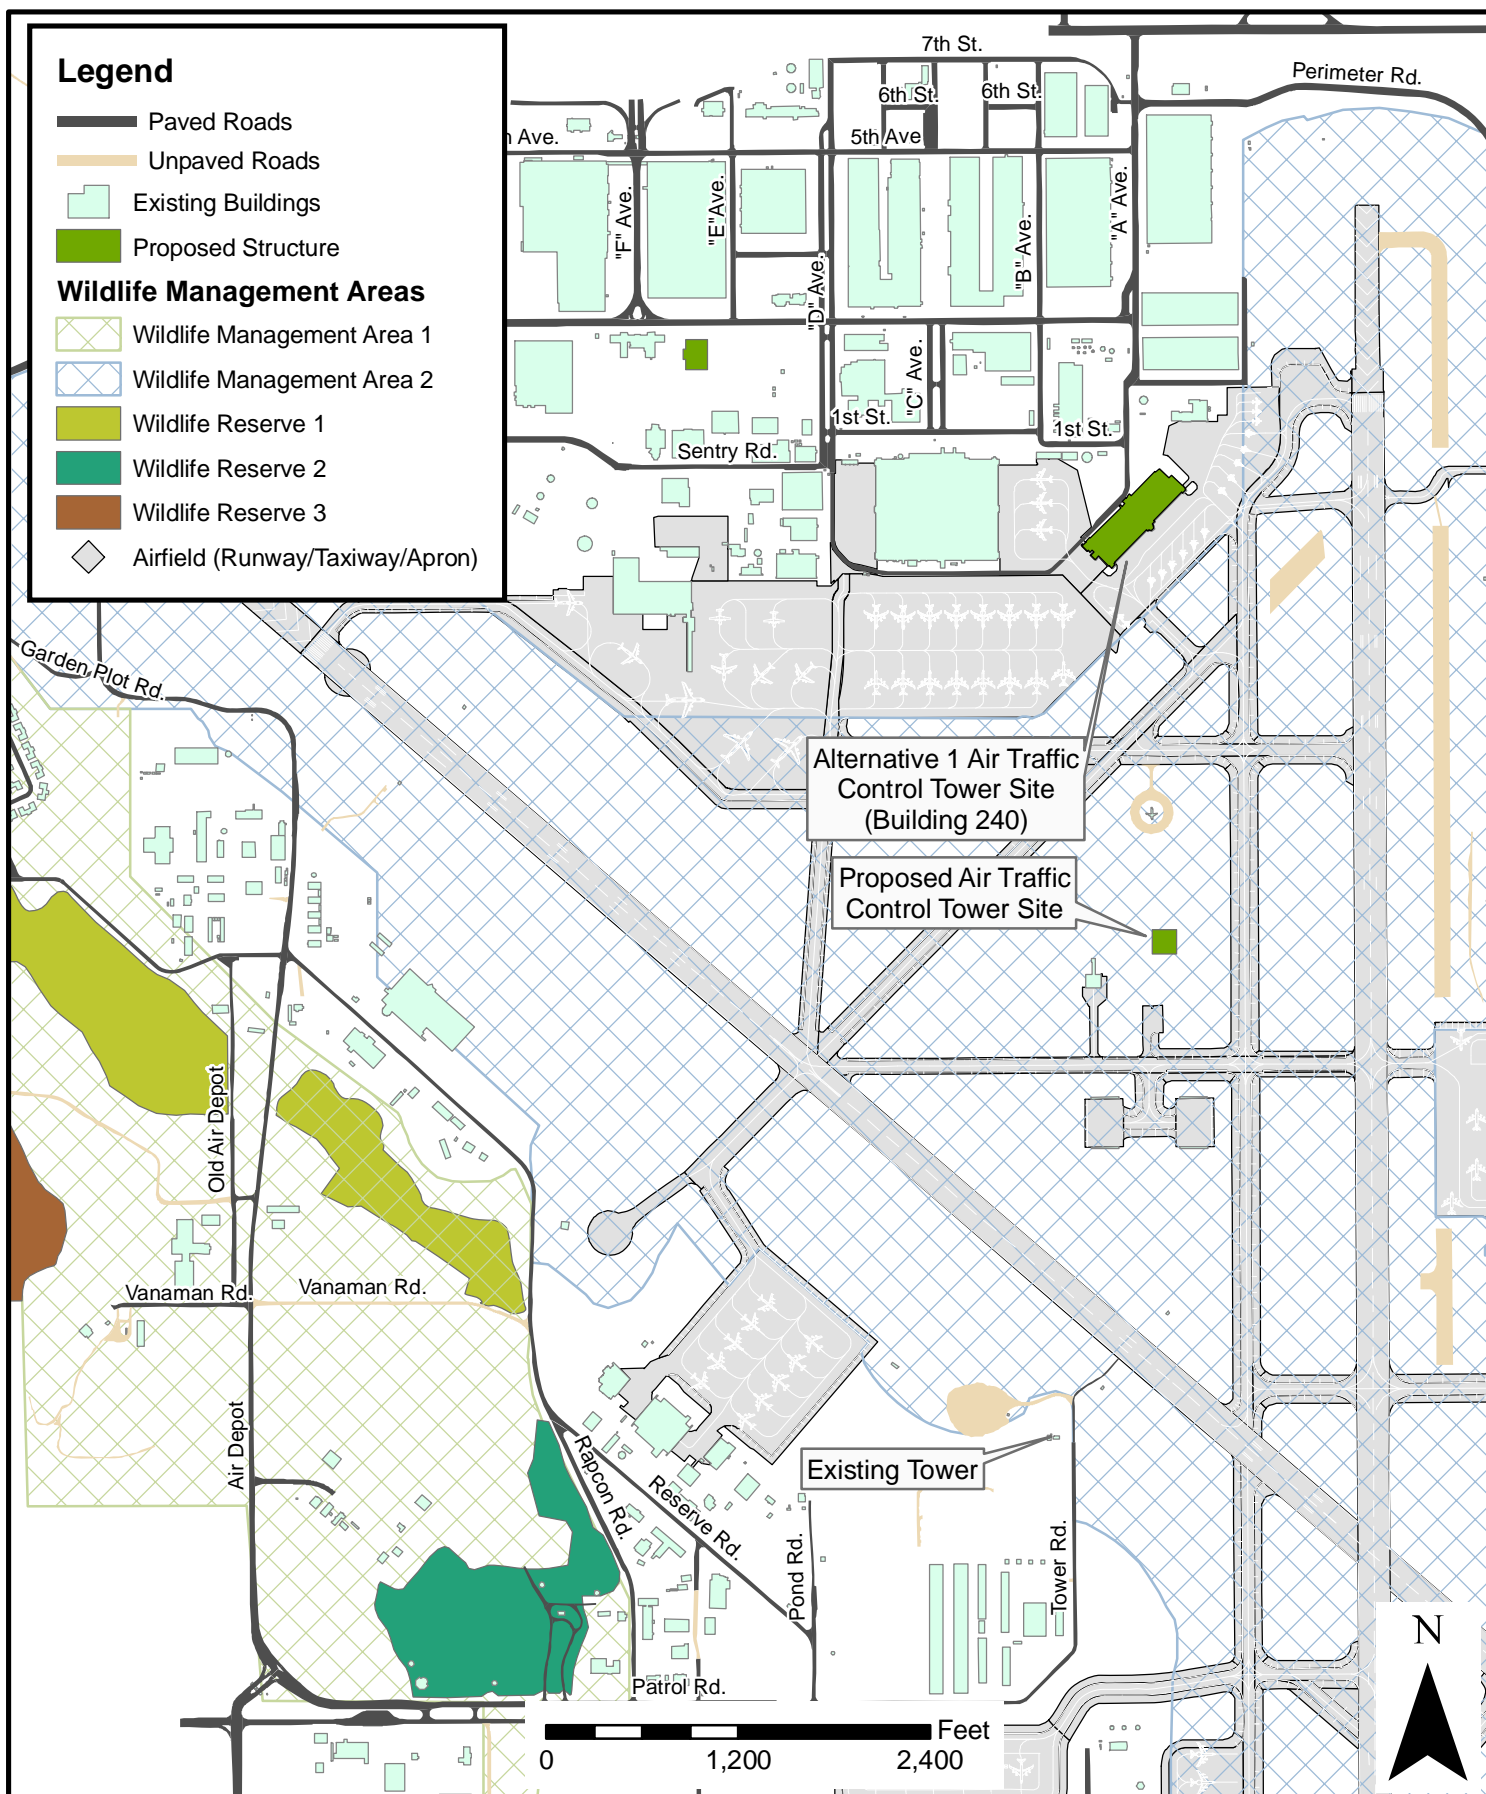 Legend
Paved Roads
Unpaved Roads
Existing Buildings
Proposed Structure
Wildlife Management Areas
Wildlife Management Area 1
Wildlife Management Area 2
Wildlife Reserve 1
Wildlife Reserve 2
Wildlife Reserve 3
Airfield (Runway/Taxiway/Apron)
7th St.
Perimeter Rd.
6th St.
6th St.
Ave.
5th Ave
"F" Ave.
"E" Ave.
"D" Ave.
"C" Ave.
"B" Ave.
"A" Ave.
1st St.
1st St.
Sentry Rd.
Garden Plot Rd.
Alternative 1 Air Traffic
Control Tower Site
(Building 240)
Proposed Air Traffic
Control Tower Site
Old Air Depot
Vanaman Rd.
Vanaman Rd.
Air Depot
Rapcon Rd.
Reserve Rd.
Existing Tower
Pond Rd.
Tower Rd.
Patrol Rd.
N
Feet
0
1,200
2,400